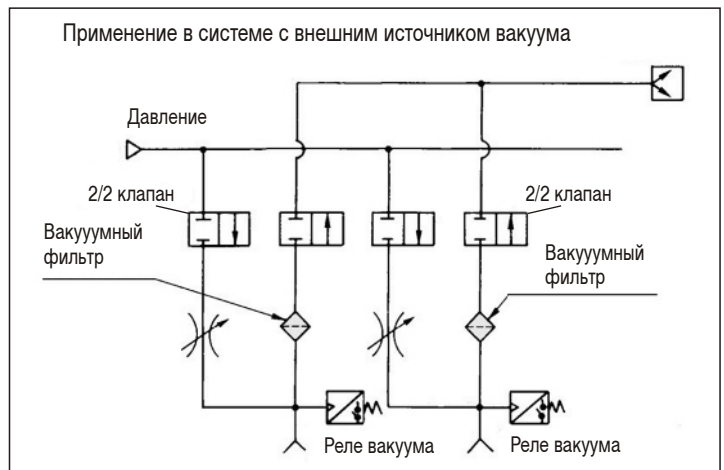 Применение в системе с внешним источником вакуума
Давление
2/2 клапан
2/2 клапан
Вакууумный
фильтр
Вакууумный
фильтр
Реле вакуума
Реле вакуума